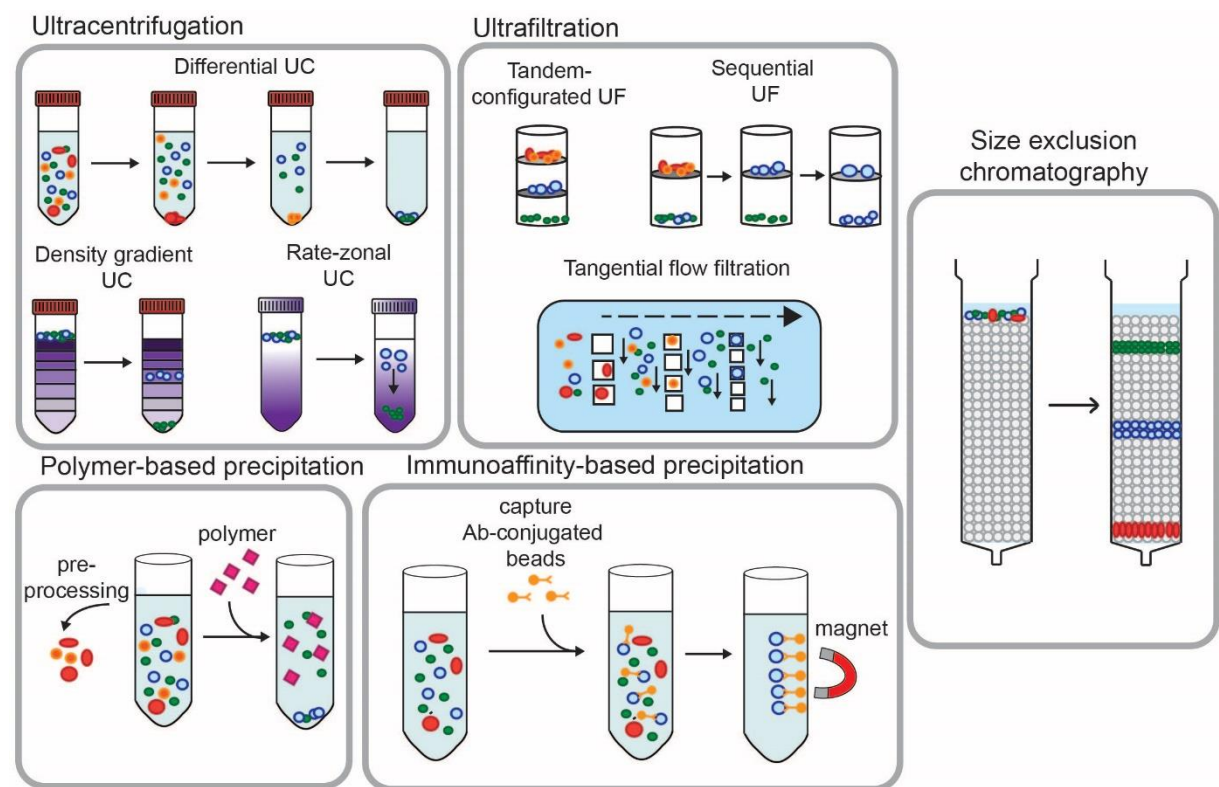 Ultracentrifugation
Differential UC
Density gradient
UC
Rate-zonal
UC
Ultrafiltration
Tandem-
configurated UF
Sequential
UF
Tangential flow filtration
Size exclusion
chromatography
Polymer-based precipitation
pre-
processing
polymer
Immunoaffinity-based precipitation
capture
Ab-conjugated
beads
magnet